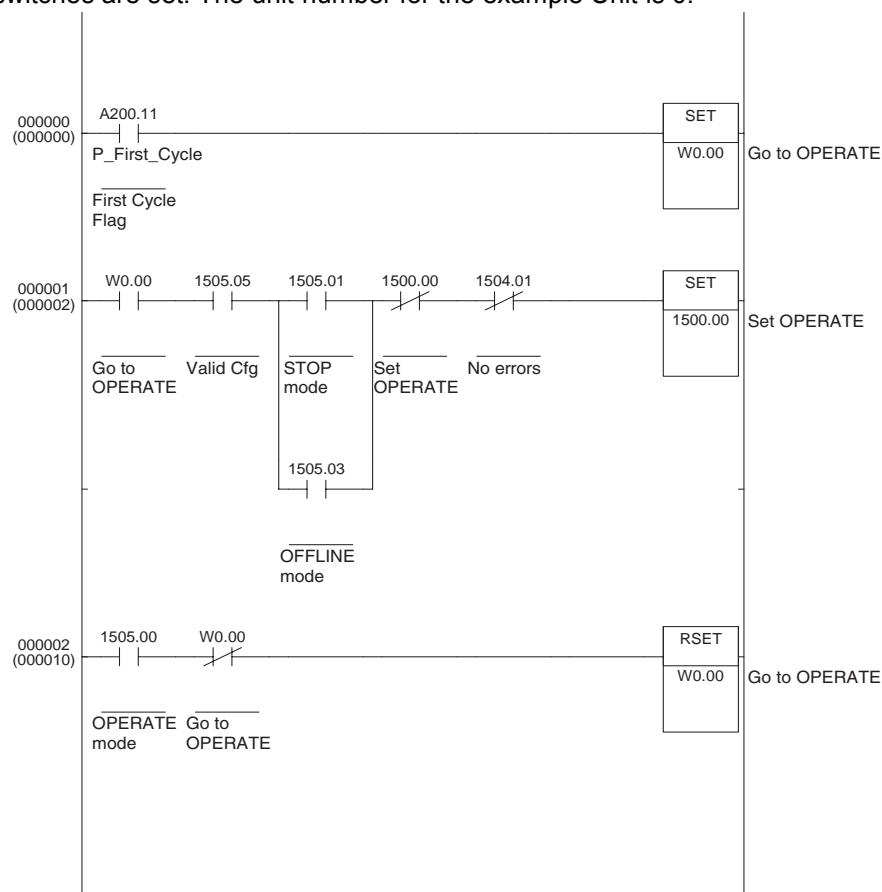 switches are set. The unit number for the example Unit is 0.
000000
(000000)
A200.11
P_First_Cycle
First Cycle
Flag
SET
W0.00
Go to OPERATE
000001
(000002)
W0.00
1505.05
1505.01
1500.00
1504.01
SET
1500.00
Set OPERATE
Go to
OPERATE
Valid Cfg
STOP
mode
Set
OPERATE
No errors
1505.03
OFFLINE
mode
000002
(000010)
1505.00
W0.00
RSET
W0.00
Go to OPERATE
OPERATE
mode
Go to
OPERATE